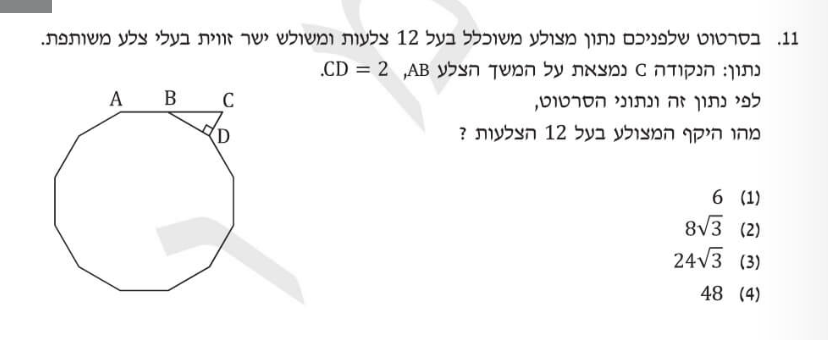 11. בסרטוט שלפניכם נתון מצולע משוכלל בעל 12 צלעות ומשולש ישר זווית בעלי צלע משותפת.
נתון: הנקודה C נמצאת על המשך הצלע AB, CD = 2.
לפי נתון זה ונתוני הסרטוט,
מהו היקף המצולע בעל 12 הצלעות ?
A B C
D
(1) 6
(2) 8√3
(3) 24√3
(4) 48